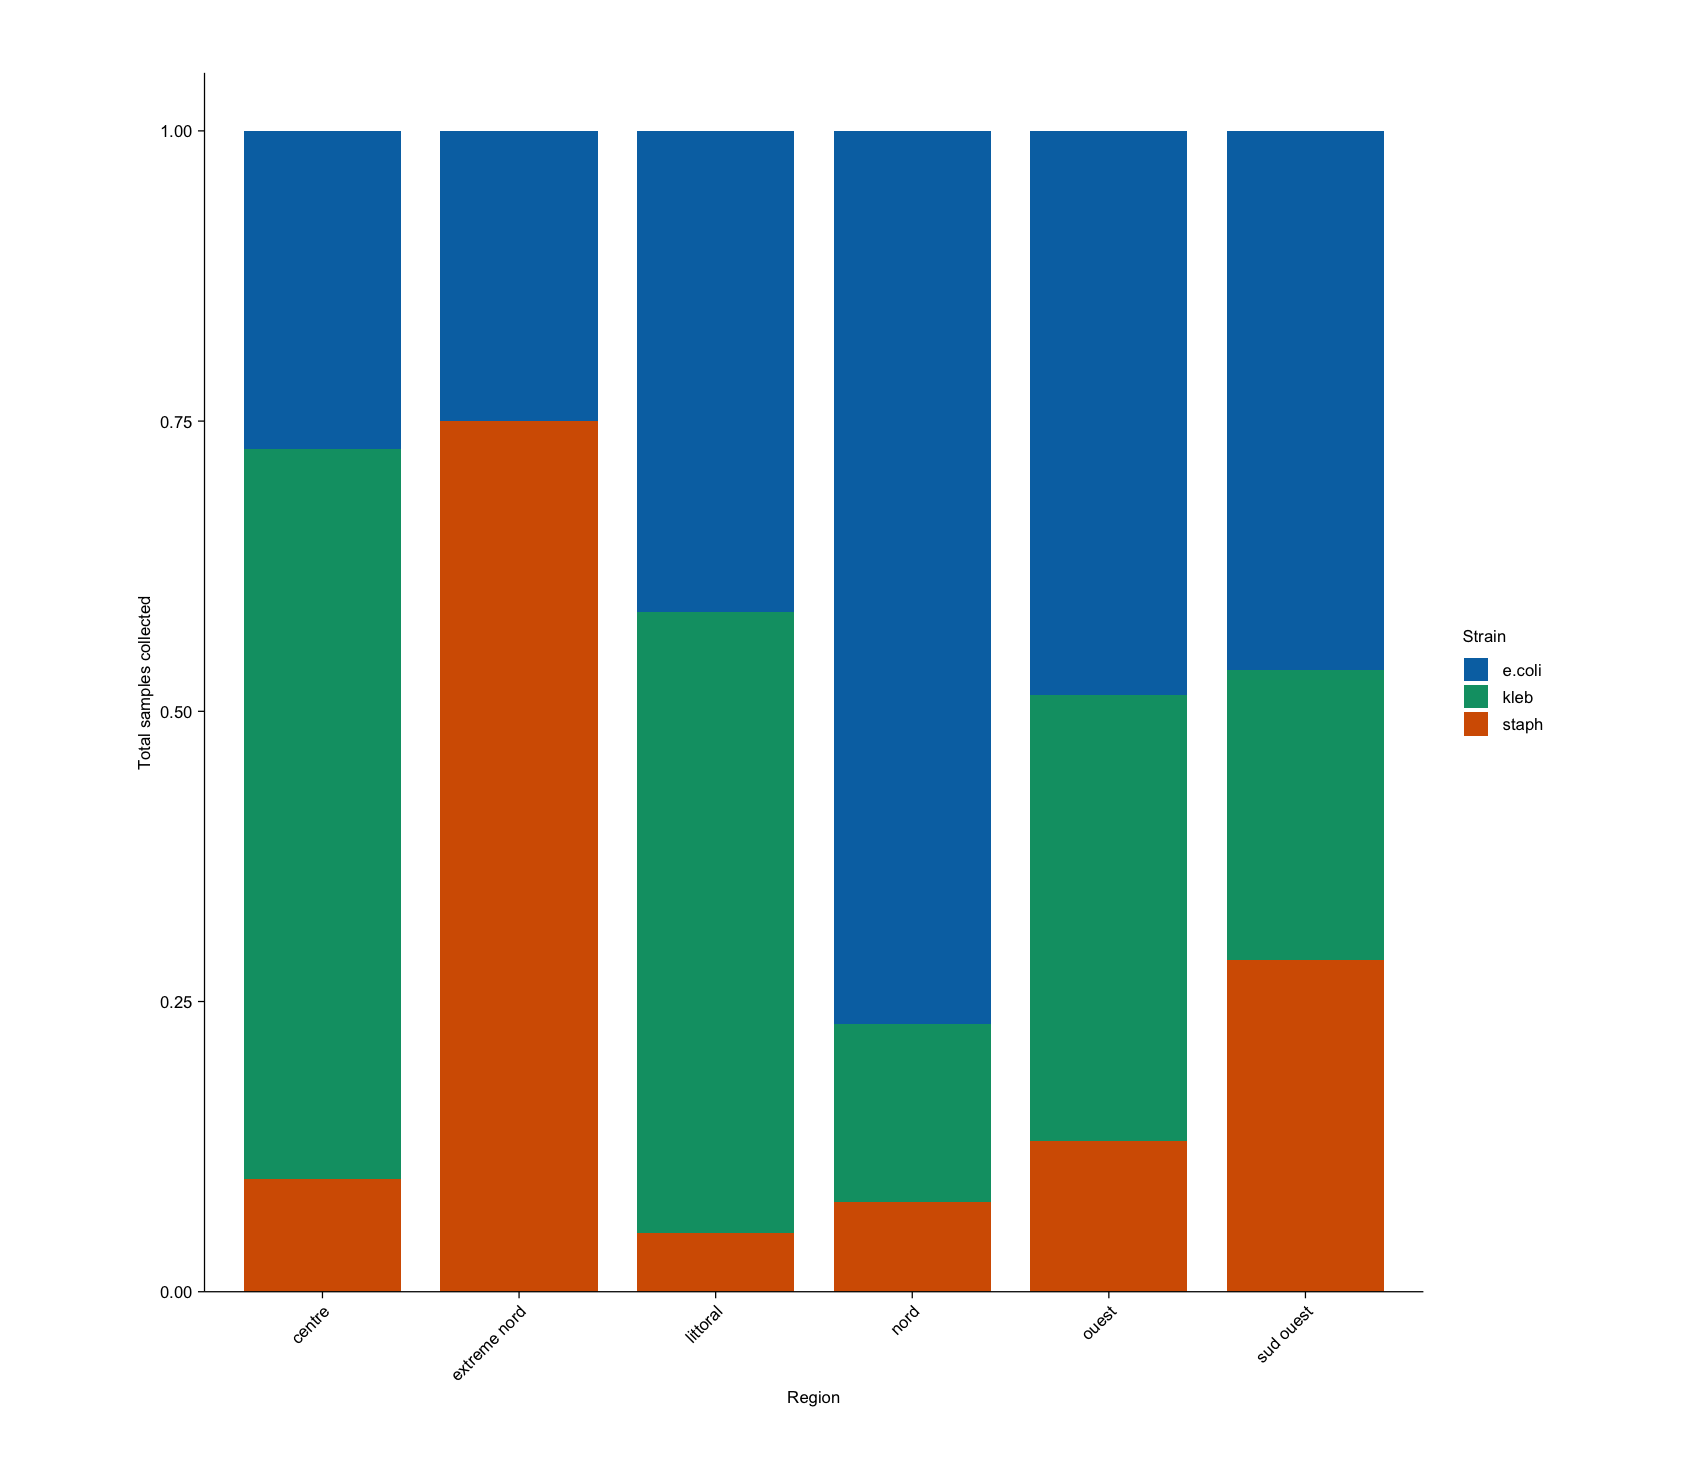 1.00
0.75
0.50
0.25
0.00
Total samples collected
centre
extreme nord
littoral
nord
ouest
sud ouest
Region
Strain
e.coli
kleb
staph